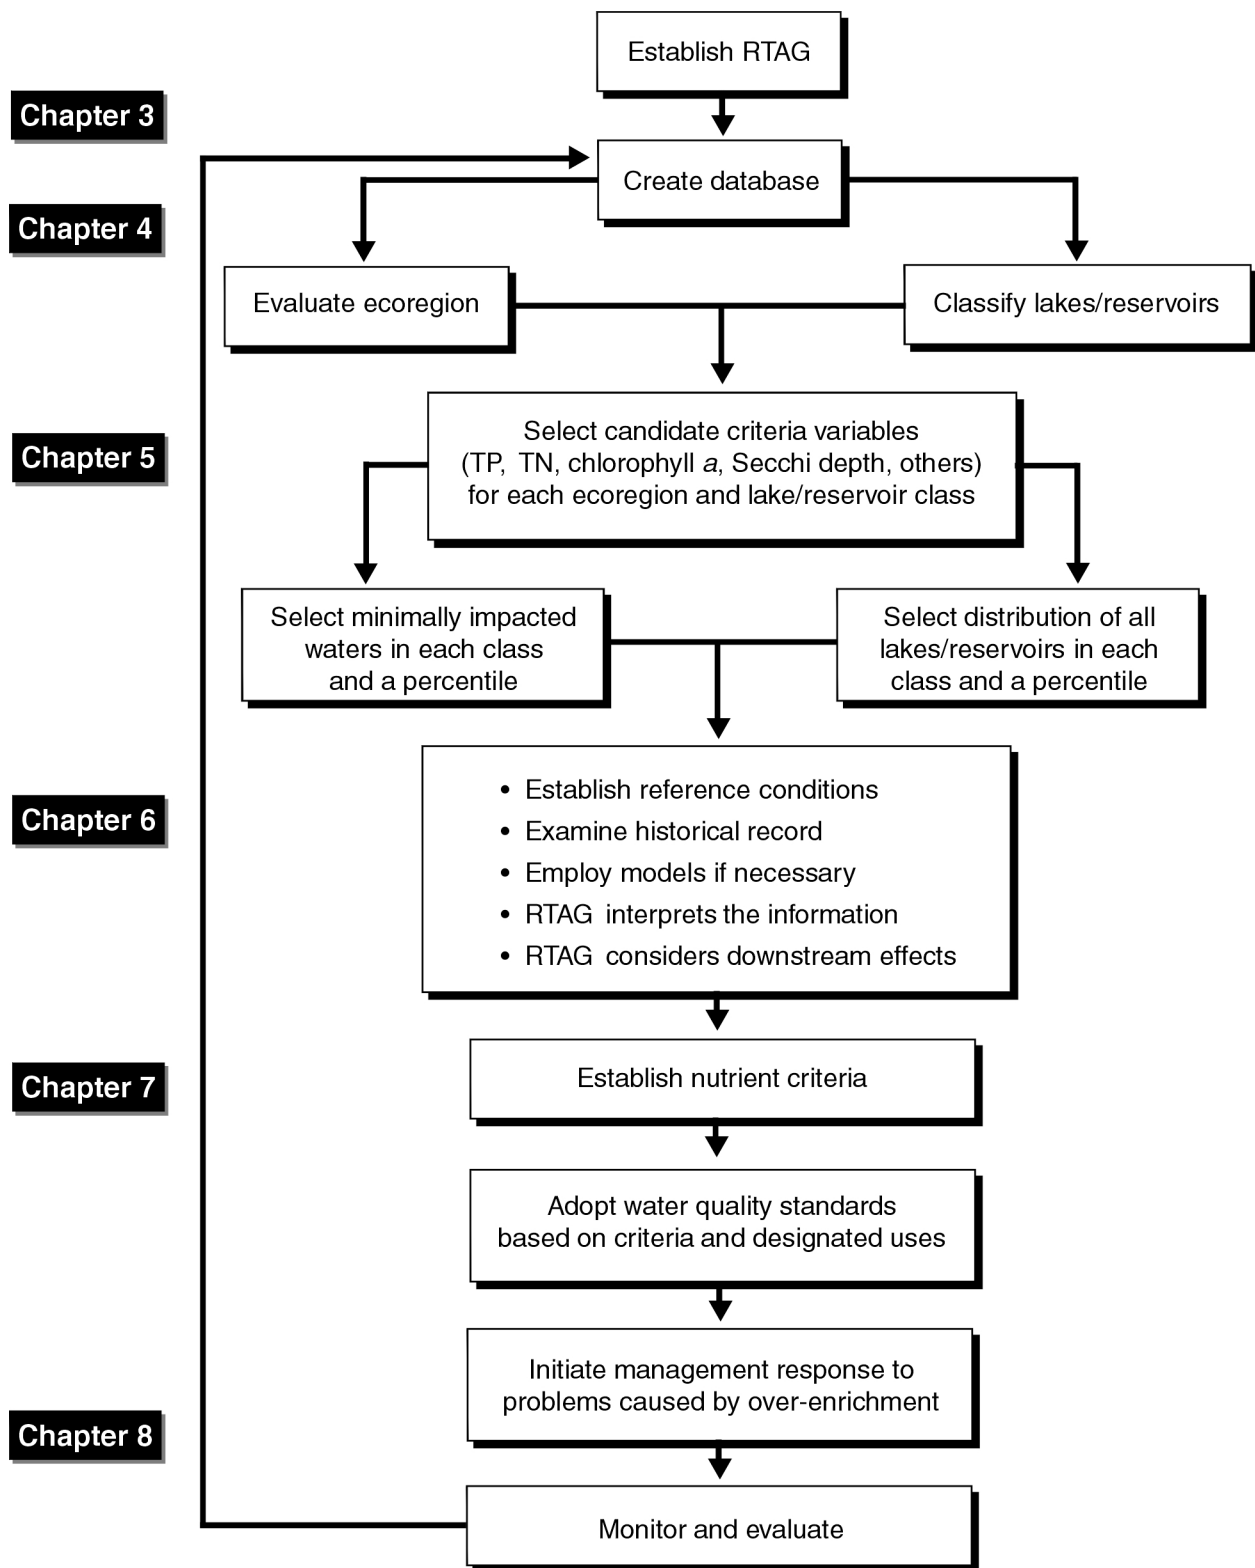 Establish RTAG
Chapter 3
Create database
Chapter 4
Evaluate ecoregion
Classify lakes/reservoirs
Chapter 5
Select candidate criteria variables
(TP, TN, chlorophyll a, Secchi depth, others)
for each ecoregion and lake/reservoir class
Select minimally impacted
waters in each class
and a percentile
Select distribution of all
lakes/reservoirs in each
class and a percentile
Chapter 6
• Establish reference conditions
• Examine historical record
• Employ models if necessary
• RTAG interprets the information
• RTAG considers downstream effects
Chapter 7
Establish nutrient criteria
Adopt water quality standards
based on criteria and designated uses
Initiate management response to
problems caused by over-enrichment
Chapter 8
Monitor and evaluate